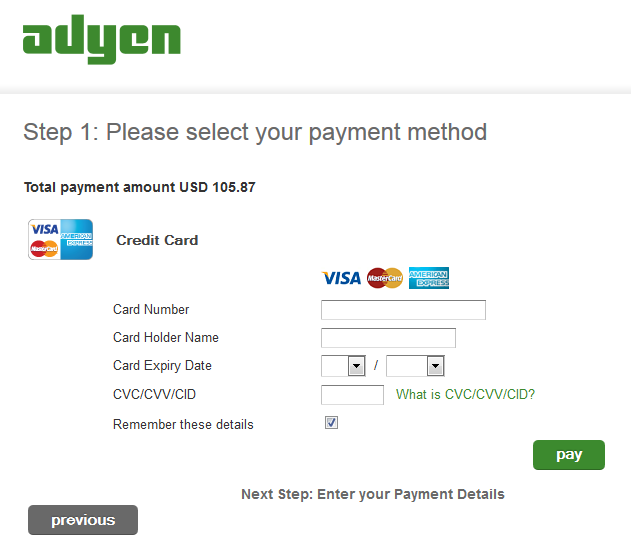 adyen
Step 1: Please select your payment method
Total payment amount USD 105.87
VISA AMERICAN EXPRESS MasterCard Credit Card
VISA MasterCard AMERICAN EXPRESS
Card Number
Card Holder Name
Card Expiry Date /
CVC/CVV/CID What is CVC/CVV/CID?
Remember these details
pay
Next Step: Enter your Payment Details
previous